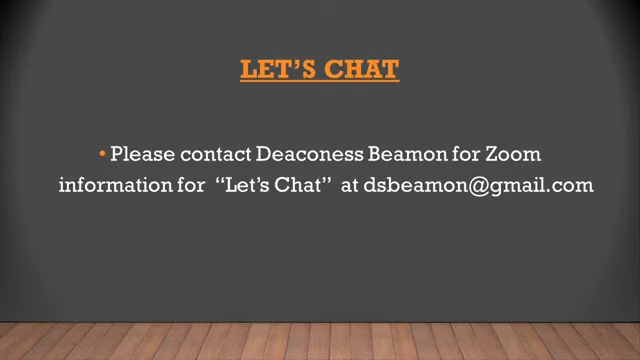 LET’S CHAT
• Please contact Deaconess Beamon for Zoom
information for “Let’s Chat” at dsbeamon@gmail.com